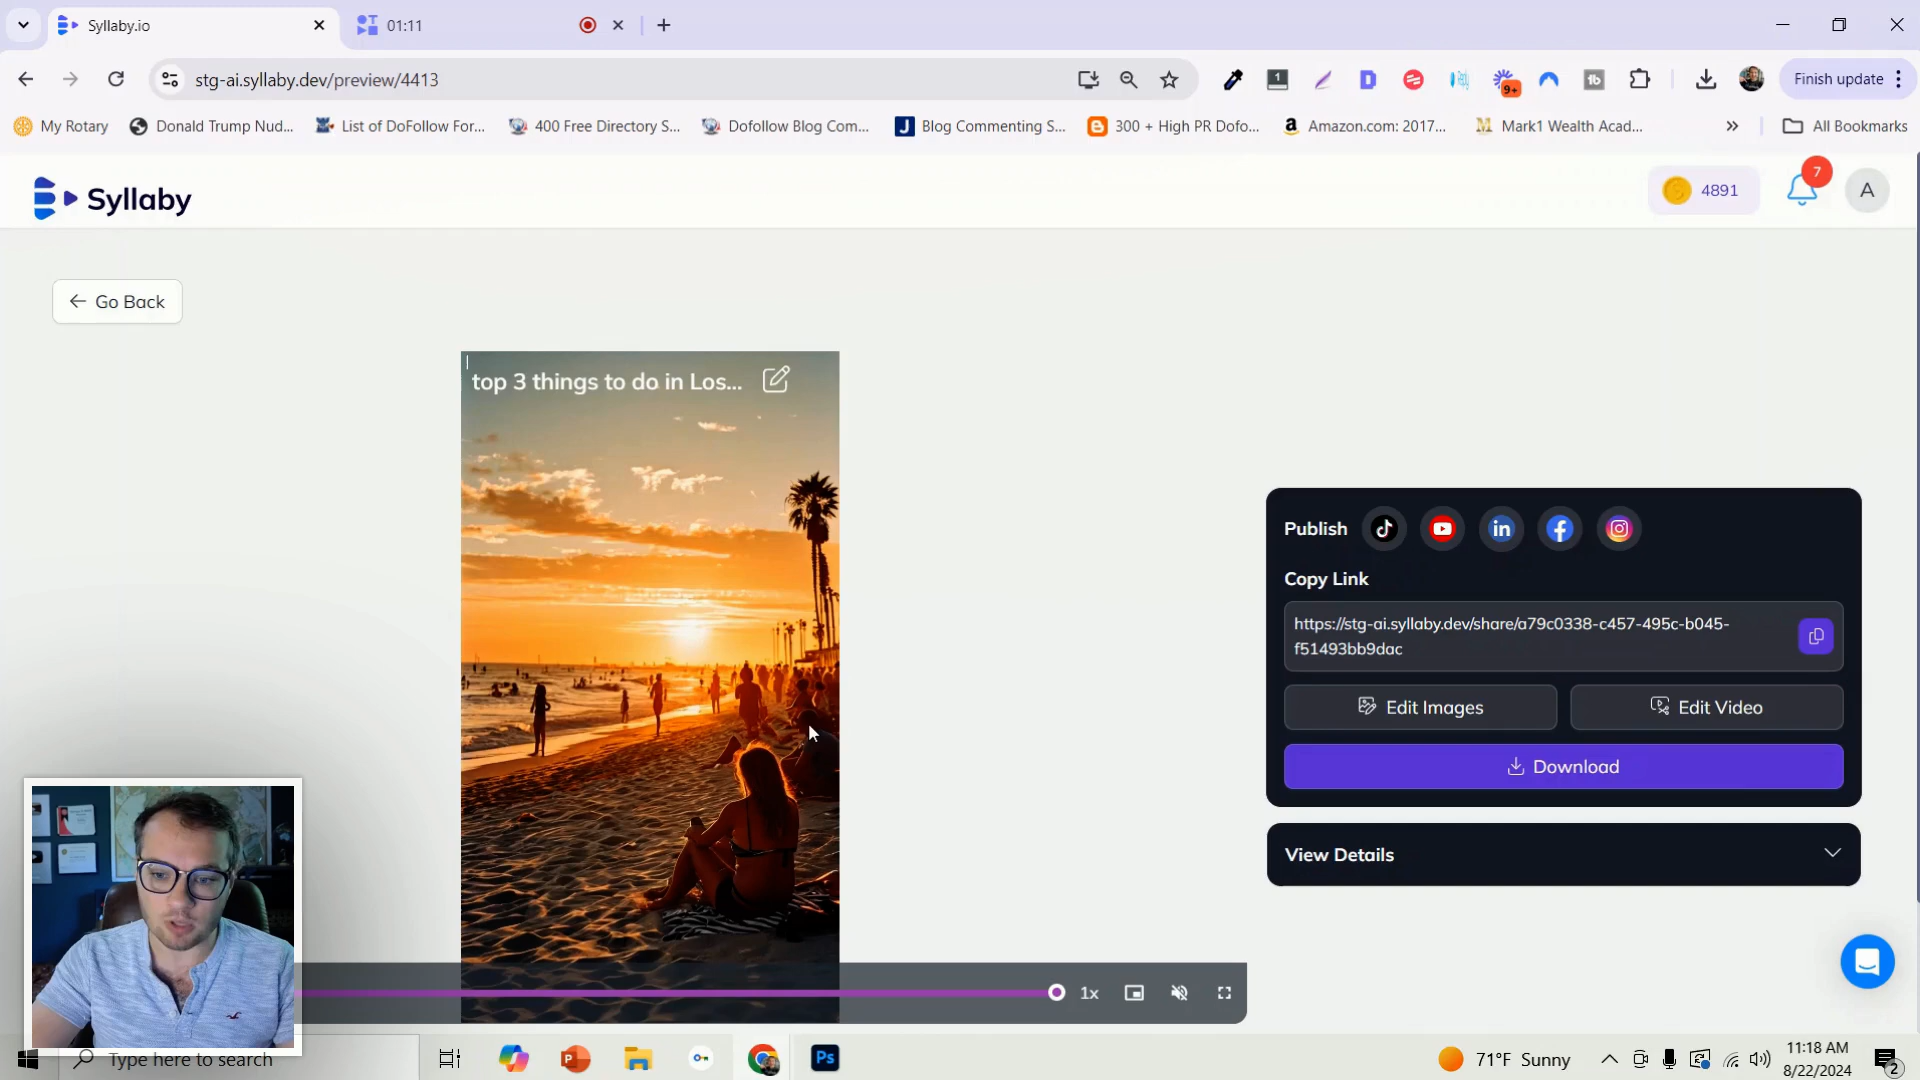 Syllaby.io
01:11
stg-ai.syllaby.dev/preview/4413
1
9+
Finish update
My Rotary
Donald Trump Nud...
List of DoFollow For...
400 Free Directory S...
Dofollow Blog Com...
Blog Commenting S...
300 + High PR Dofo...
Amazon.com: 2017...
Mark1 Wealth Acad...
All Bookmarks
Syllaby
4891
7
A
Go Back
top 3 things to do in Los...
Publish
Copy Link
https://stg-ai.syllaby.dev/share/a79c0338-c457-495c-b045-
f51493bb9dac
Edit Images
Edit Video
Download
View Details
1x
Type here to search
Ps
71°F Sunny
11:18 AM
8/22/2024
2